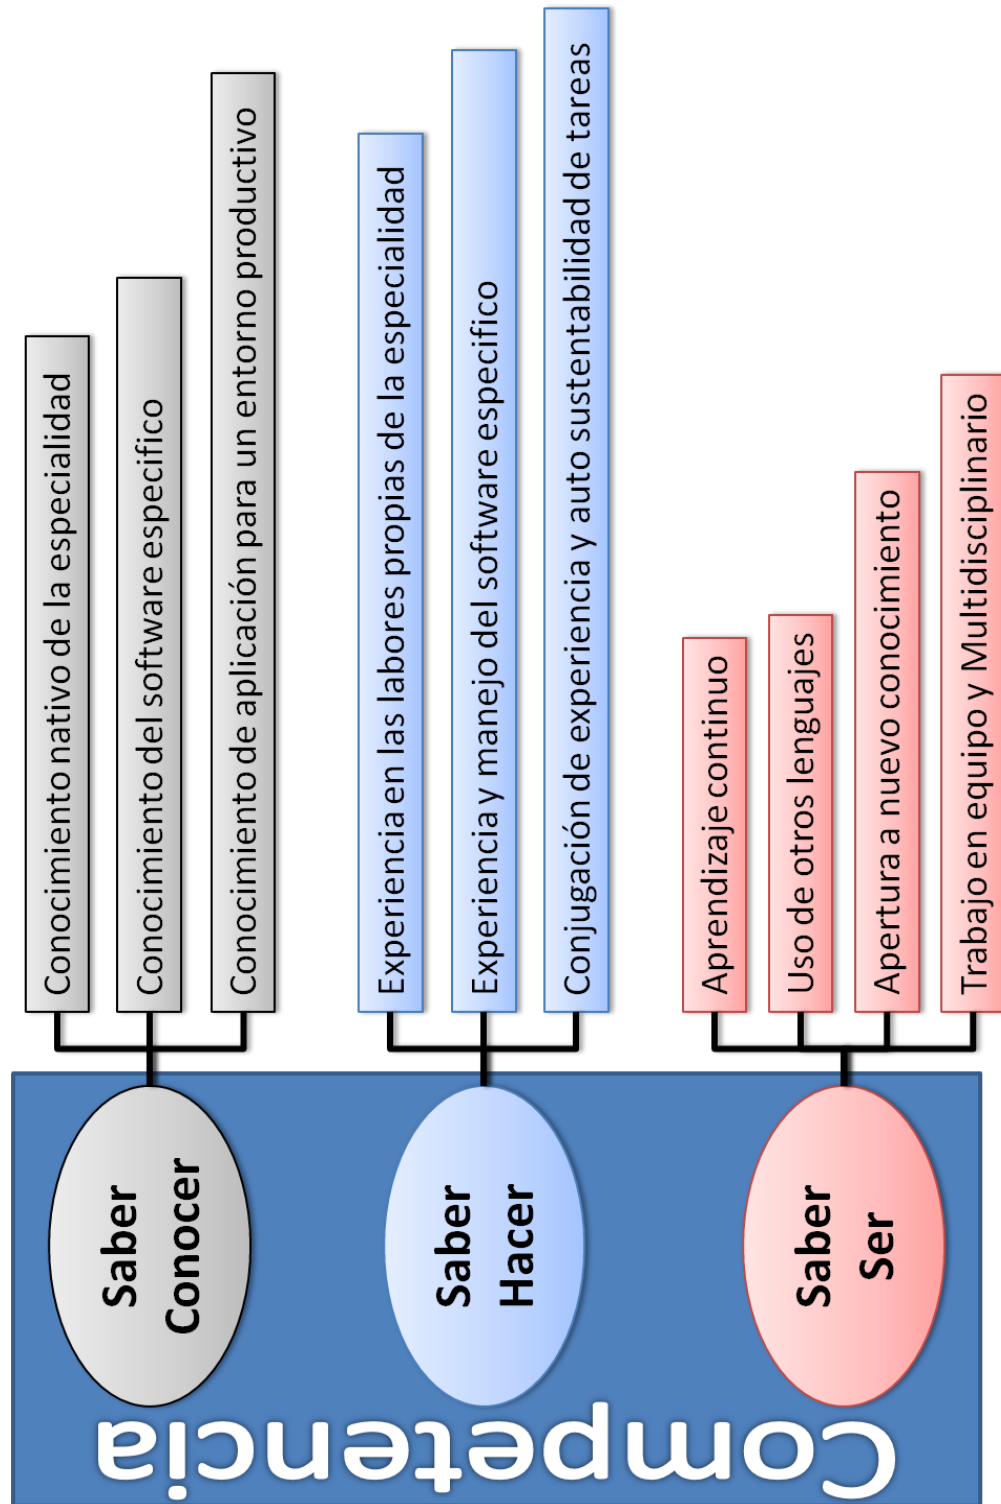 Competencia
Saber
Conocer
Conocimiento nativo de la especialidad
Conocimiento del software especifico
Conocimiento de aplicación para un entorno productivo
Saber
Hacer
Experiencia en las labores propias de la especialidad
Experiencia y manejo del software especifico
Conjugación de experiencia y auto sustentabilidad de tareas
Saber
Ser
Aprendizaje continuo
Uso de otros lenguajes
Apertura a nuevo conocimiento
Trabajo en equipo y Multidisciplinario